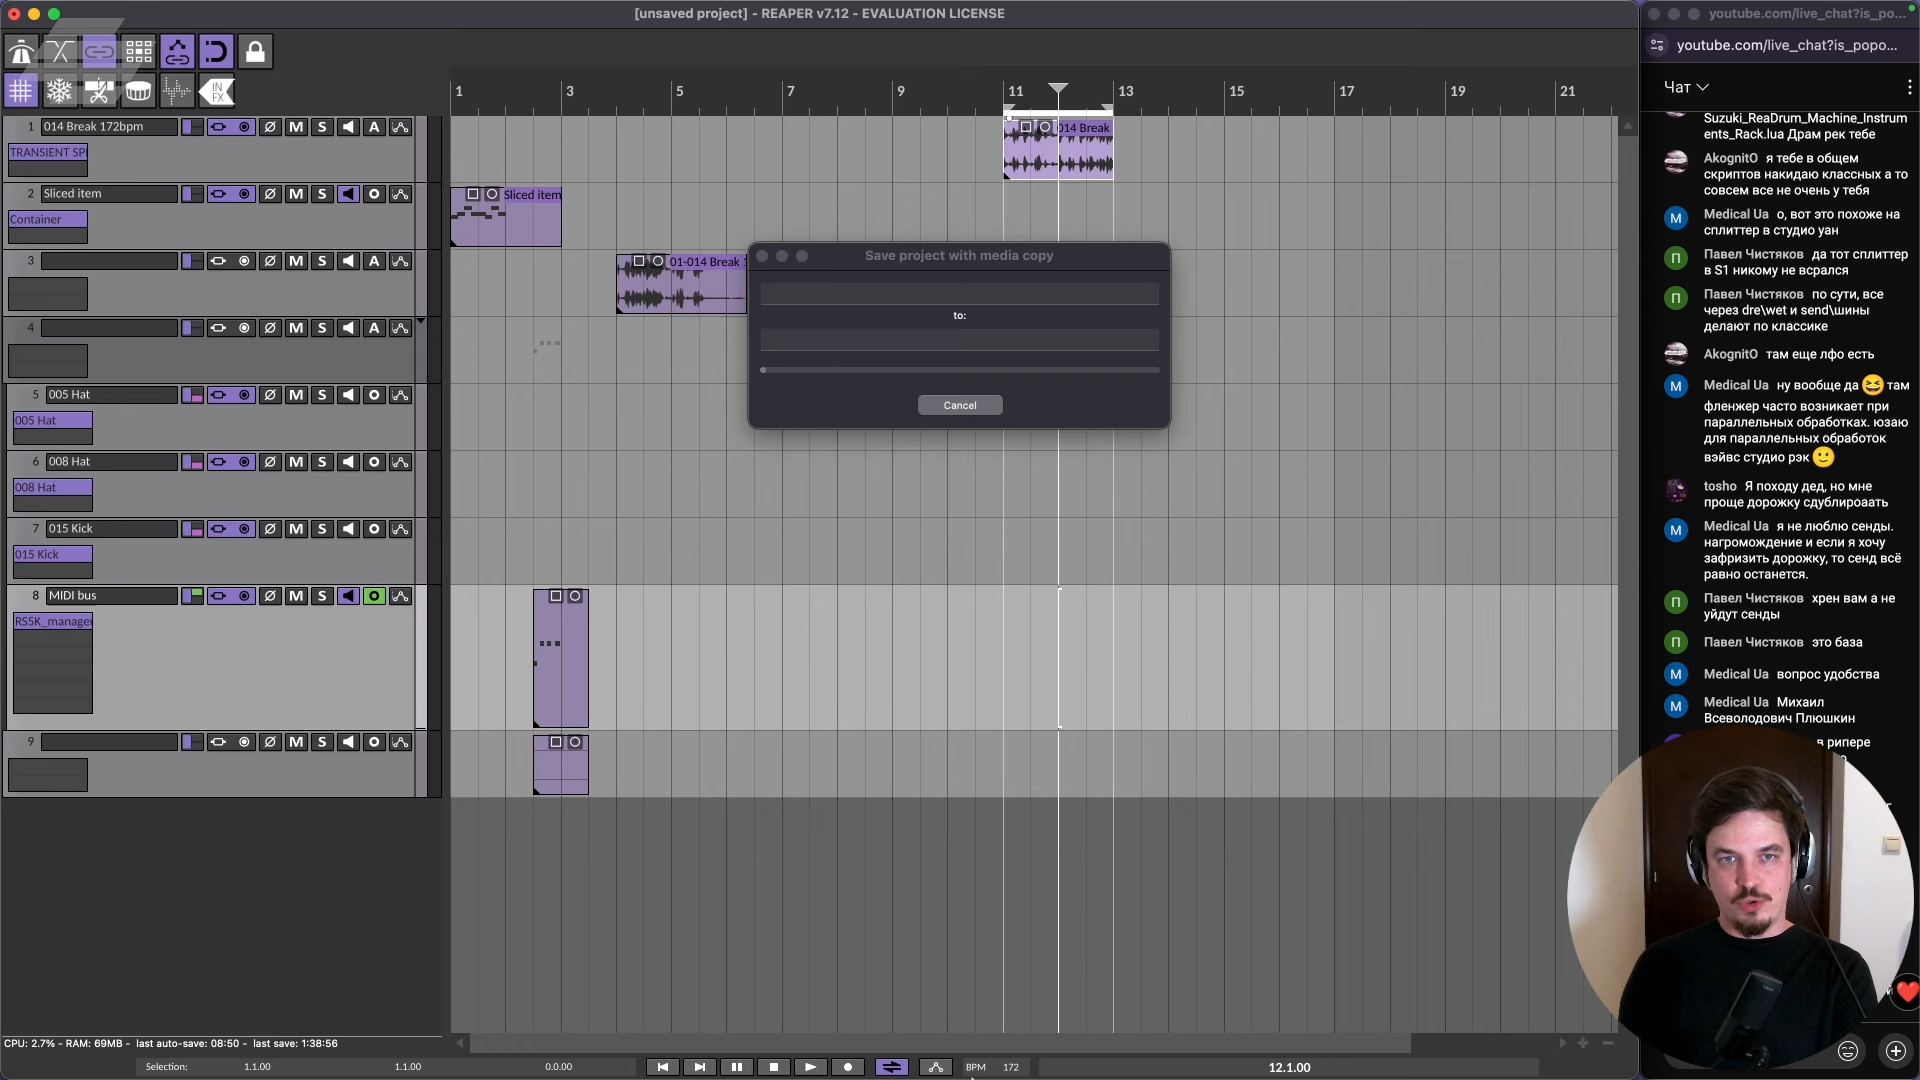 [unsaved project] - REAPER v7.12 - EVALUATION LICENSE
IN
FX
1 3 5 7 9 11 13 15 17 19 21
1 014 Break 172bpm M S A
TRANSIENT SPI
014 Break
2 Sliced item M S
Container
Sliced item
3 M S A
01-014 Break 1
4 M S A
5 005 Hat M S
005 Hat
6 008 Hat M S
008 Hat
7 015 Kick M S
015 Kick
8 MIDI bus M S
RS5K_manager
9 M S
Save project with media copy
to:
Cancel
CPU: 2.7% - RAM: 69MB - last auto-save: 08:50 - last save: 1:38:56
Selection: 1.1.00 1.1.00 0.0.00
BPM 172
12.1.00
youtube.com/live_chat?is_po...
youtube.com/live_chat?is_popo...
Чат
Suzuki_ReaDrum_Machine_Instrum
ents_Rack.lua Драм рек тебе
AkognitO я тебе в общем
скриптов накидаю классных а то
совсем все не очень у тебя
M
Medical Ua о, вот это похоже на
сплиттер в студио уан
П
Павел Чистяков да тот сплиттер
в S1 никому не всрался
П
Павел Чистяков по сути, все
через dre\wet и send\шины
делают по классике
AkognitO там еще лфо есть
M
Medical Ua ну вообще да 😆 там
фленжер часто возникает при
параллельных обработках. юзаю
для параллельных обработок
вэйвс студио рэк 🙂
tosho Я походу дед, но мне
проще дорожку сдублироаать
M
Medical Ua я не люблю сенды.
нагромождение и если я хочу
зафризить дорожку, то сенд всё
равно останется.
П
Павел Чистяков хрен вам а не
уйдут сенды
П
Павел Чистяков это база
M
Medical Ua вопрос удобства
M
Medical Ua Михаил
Всеволодович Плюшкин
в рипере